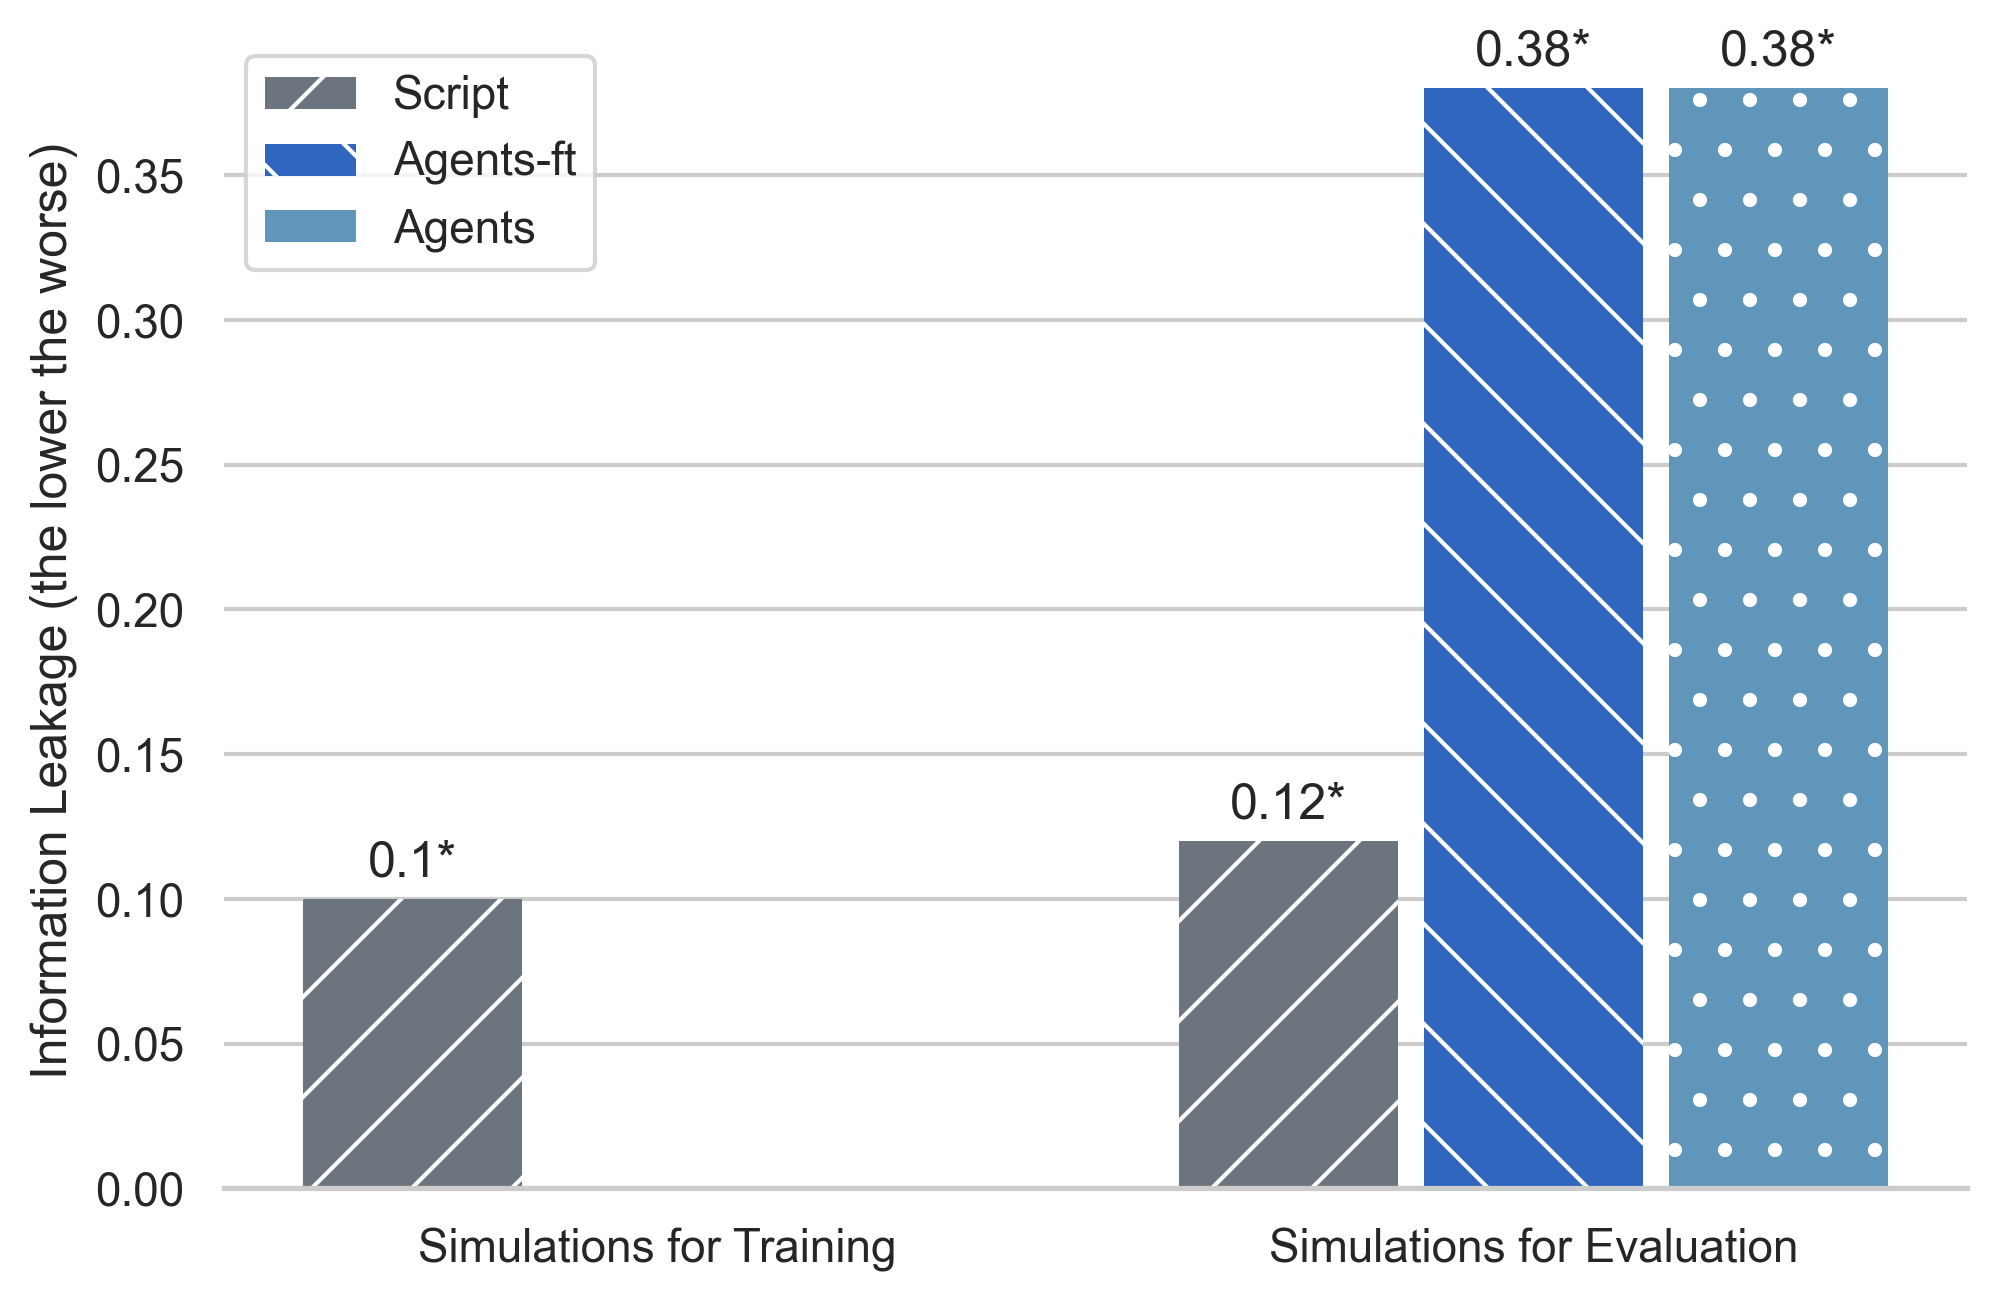 Information Leakage (the lower the worse)
0.35
0.30
0.25
0.20
0.15
0.10
0.05
0.00
Script
Agents-ft
Agents
0.1*
0.12*
0.38*
0.38*
Simulations for Training
Simulations for Evaluation